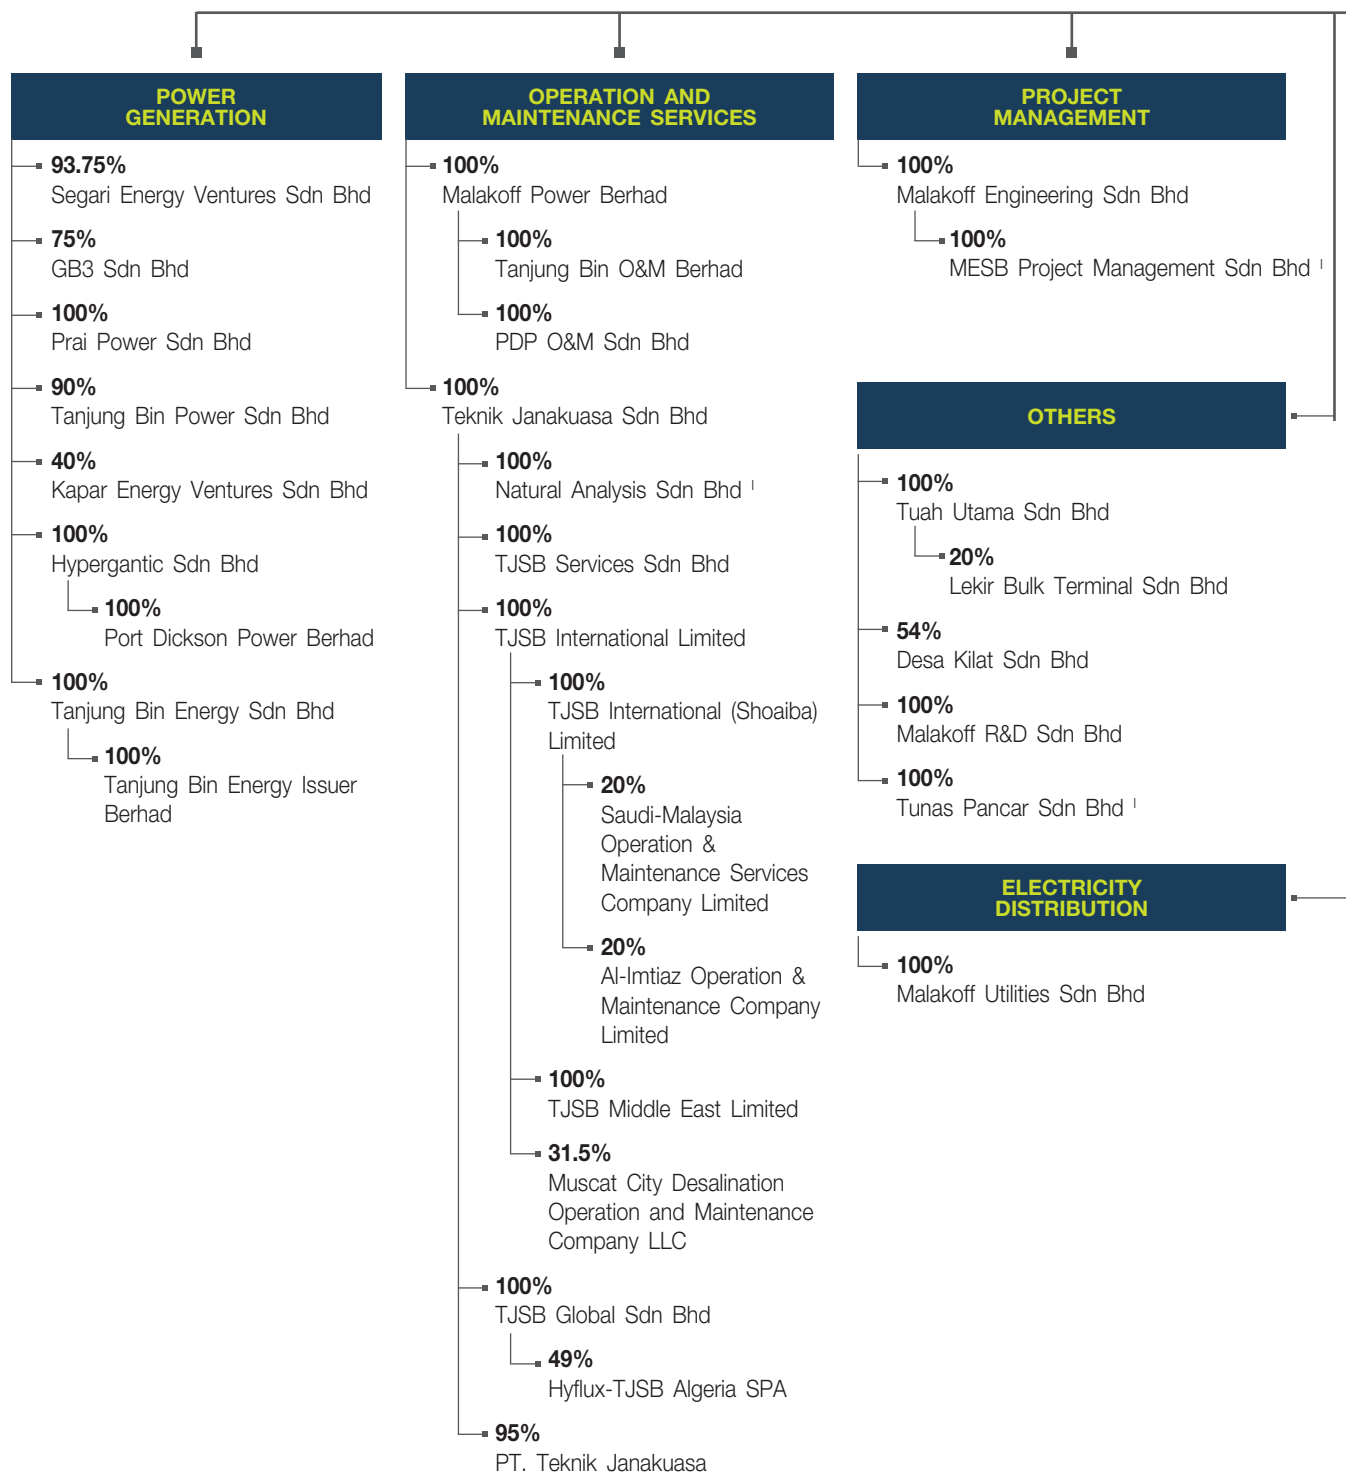 POWER
GENERATION
93.75%
Segari Energy Ventures Sdn Bhd
75%
GB3 Sdn Bhd
100%
Prai Power Sdn Bhd
90%
Tanjung Bin Power Sdn Bhd
40%
Kapar Energy Ventures Sdn Bhd
100%
Hypergantic Sdn Bhd
100%
Port Dickson Power Berhad
100%
Tanjung Bin Energy Sdn Bhd
100%
Tanjung Bin Energy Issuer
Berhad
OPERATION AND
MAINTENANCE SERVICES
100%
Malakoff Power Berhad
100%
Tanjung Bin O&M Berhad
100%
PDP O&M Sdn Bhd
100%
Teknik Janakuasa Sdn Bhd
100%
Natural Analysis Sdn Bhd ˡ
100%
TJSB Services Sdn Bhd
100%
TJSB International Limited
100%
TJSB International (Shoaiba)
Limited
20%
Saudi-Malaysia
Operation &
Maintenance Services
Company Limited
20%
Al-Imtiaz Operation &
Maintenance Company
Limited
100%
TJSB Middle East Limited
31.5%
Muscat City Desalination
Operation and Maintenance
Company LLC
100%
TJSB Global Sdn Bhd
49%
Hyflux-TJSB Algeria SPA
95%
PT. Teknik Janakuasa
PROJECT
MANAGEMENT
100%
Malakoff Engineering Sdn Bhd
100%
MESB Project Management Sdn Bhd ˡ
OTHERS
100%
Tuah Utama Sdn Bhd
20%
Lekir Bulk Terminal Sdn Bhd
54%
Desa Kilat Sdn Bhd
100%
Malakoff R&D Sdn Bhd
100%
Tunas Pancar Sdn Bhd ˡ
ELECTRICITY
DISTRIBUTION
100%
Malakoff Utilities Sdn Bhd